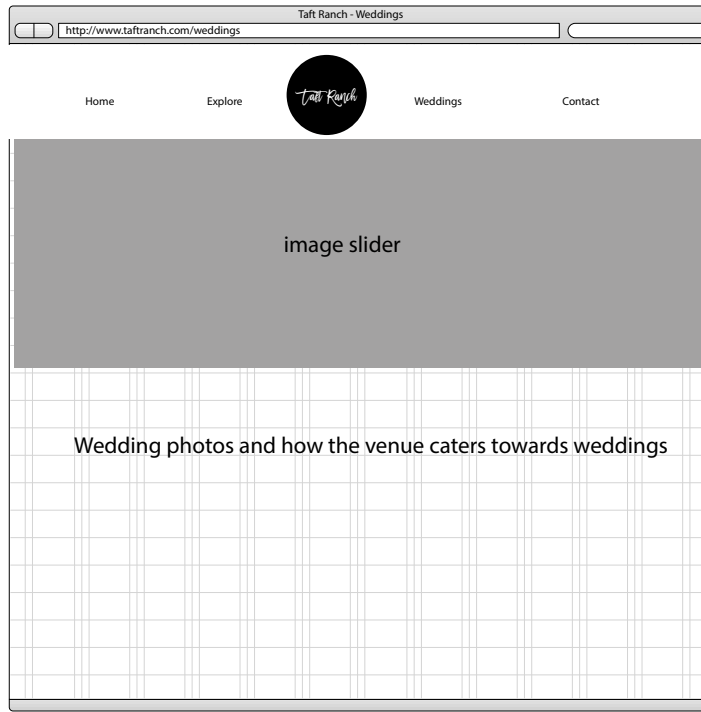 Taft Ranch - Weddings
http://www.taftranch.com/weddings
Home
Explore
Taft Ranch
Weddings
Contact
image slider
Wedding photos and how the venue caters towards weddings